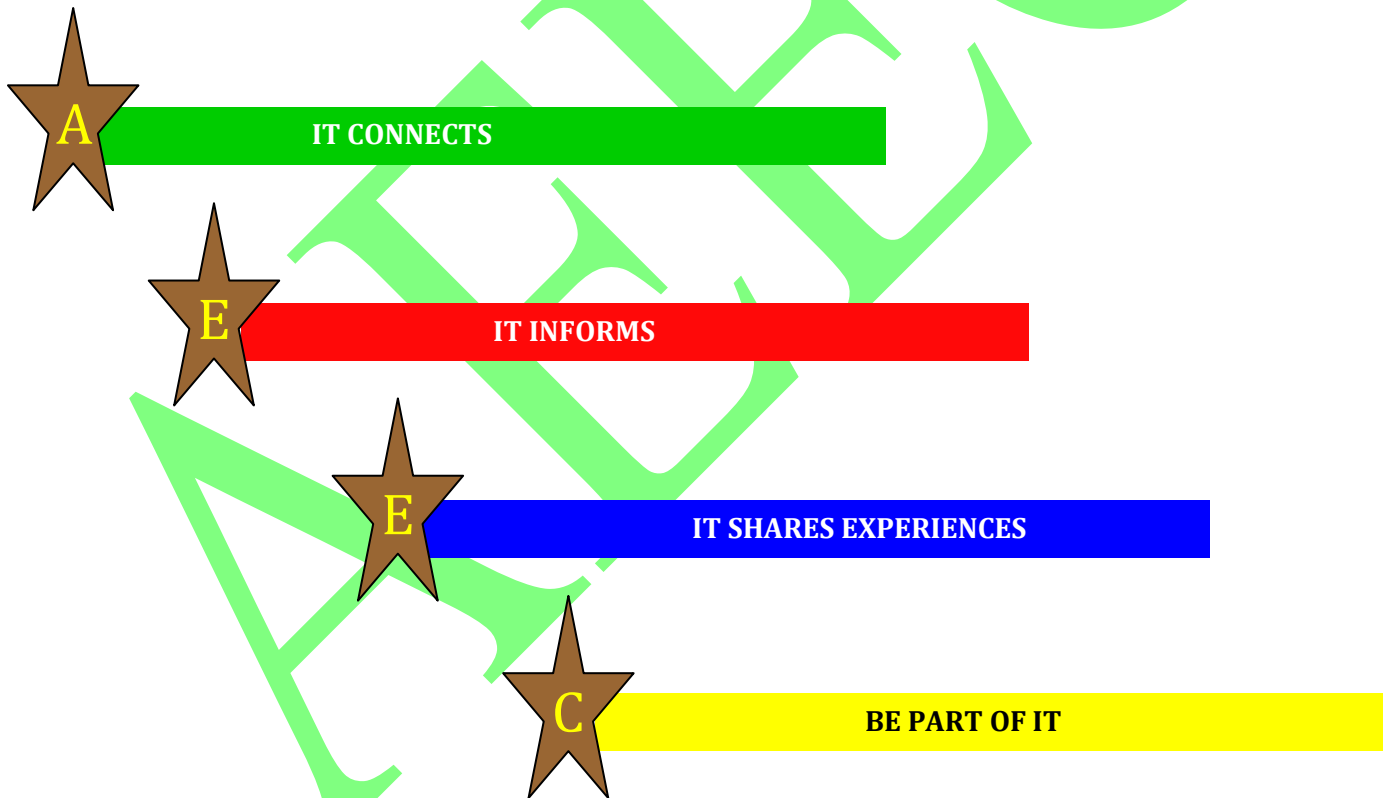 A IT CONNECTS
E IT INFORMS
E IT SHARES EXPERIENCES
C BE PART OF IT
AEEC